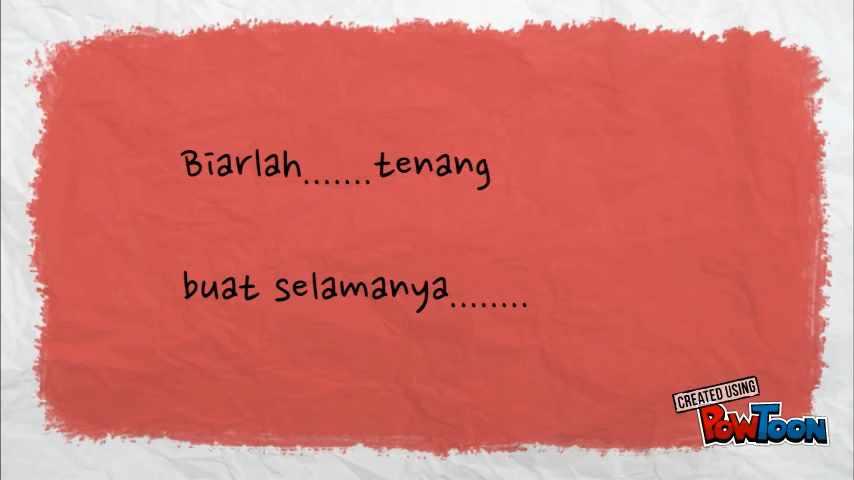 Biarlah.......tenang
buat selamanya........
CREATED USING
POWTOON